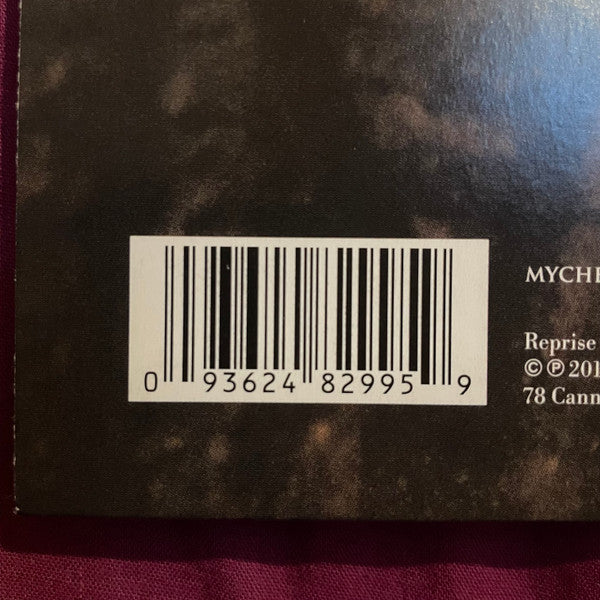 MYCHE
Reprise
© ℗ 201
78 Cann
0 93624 82995 9